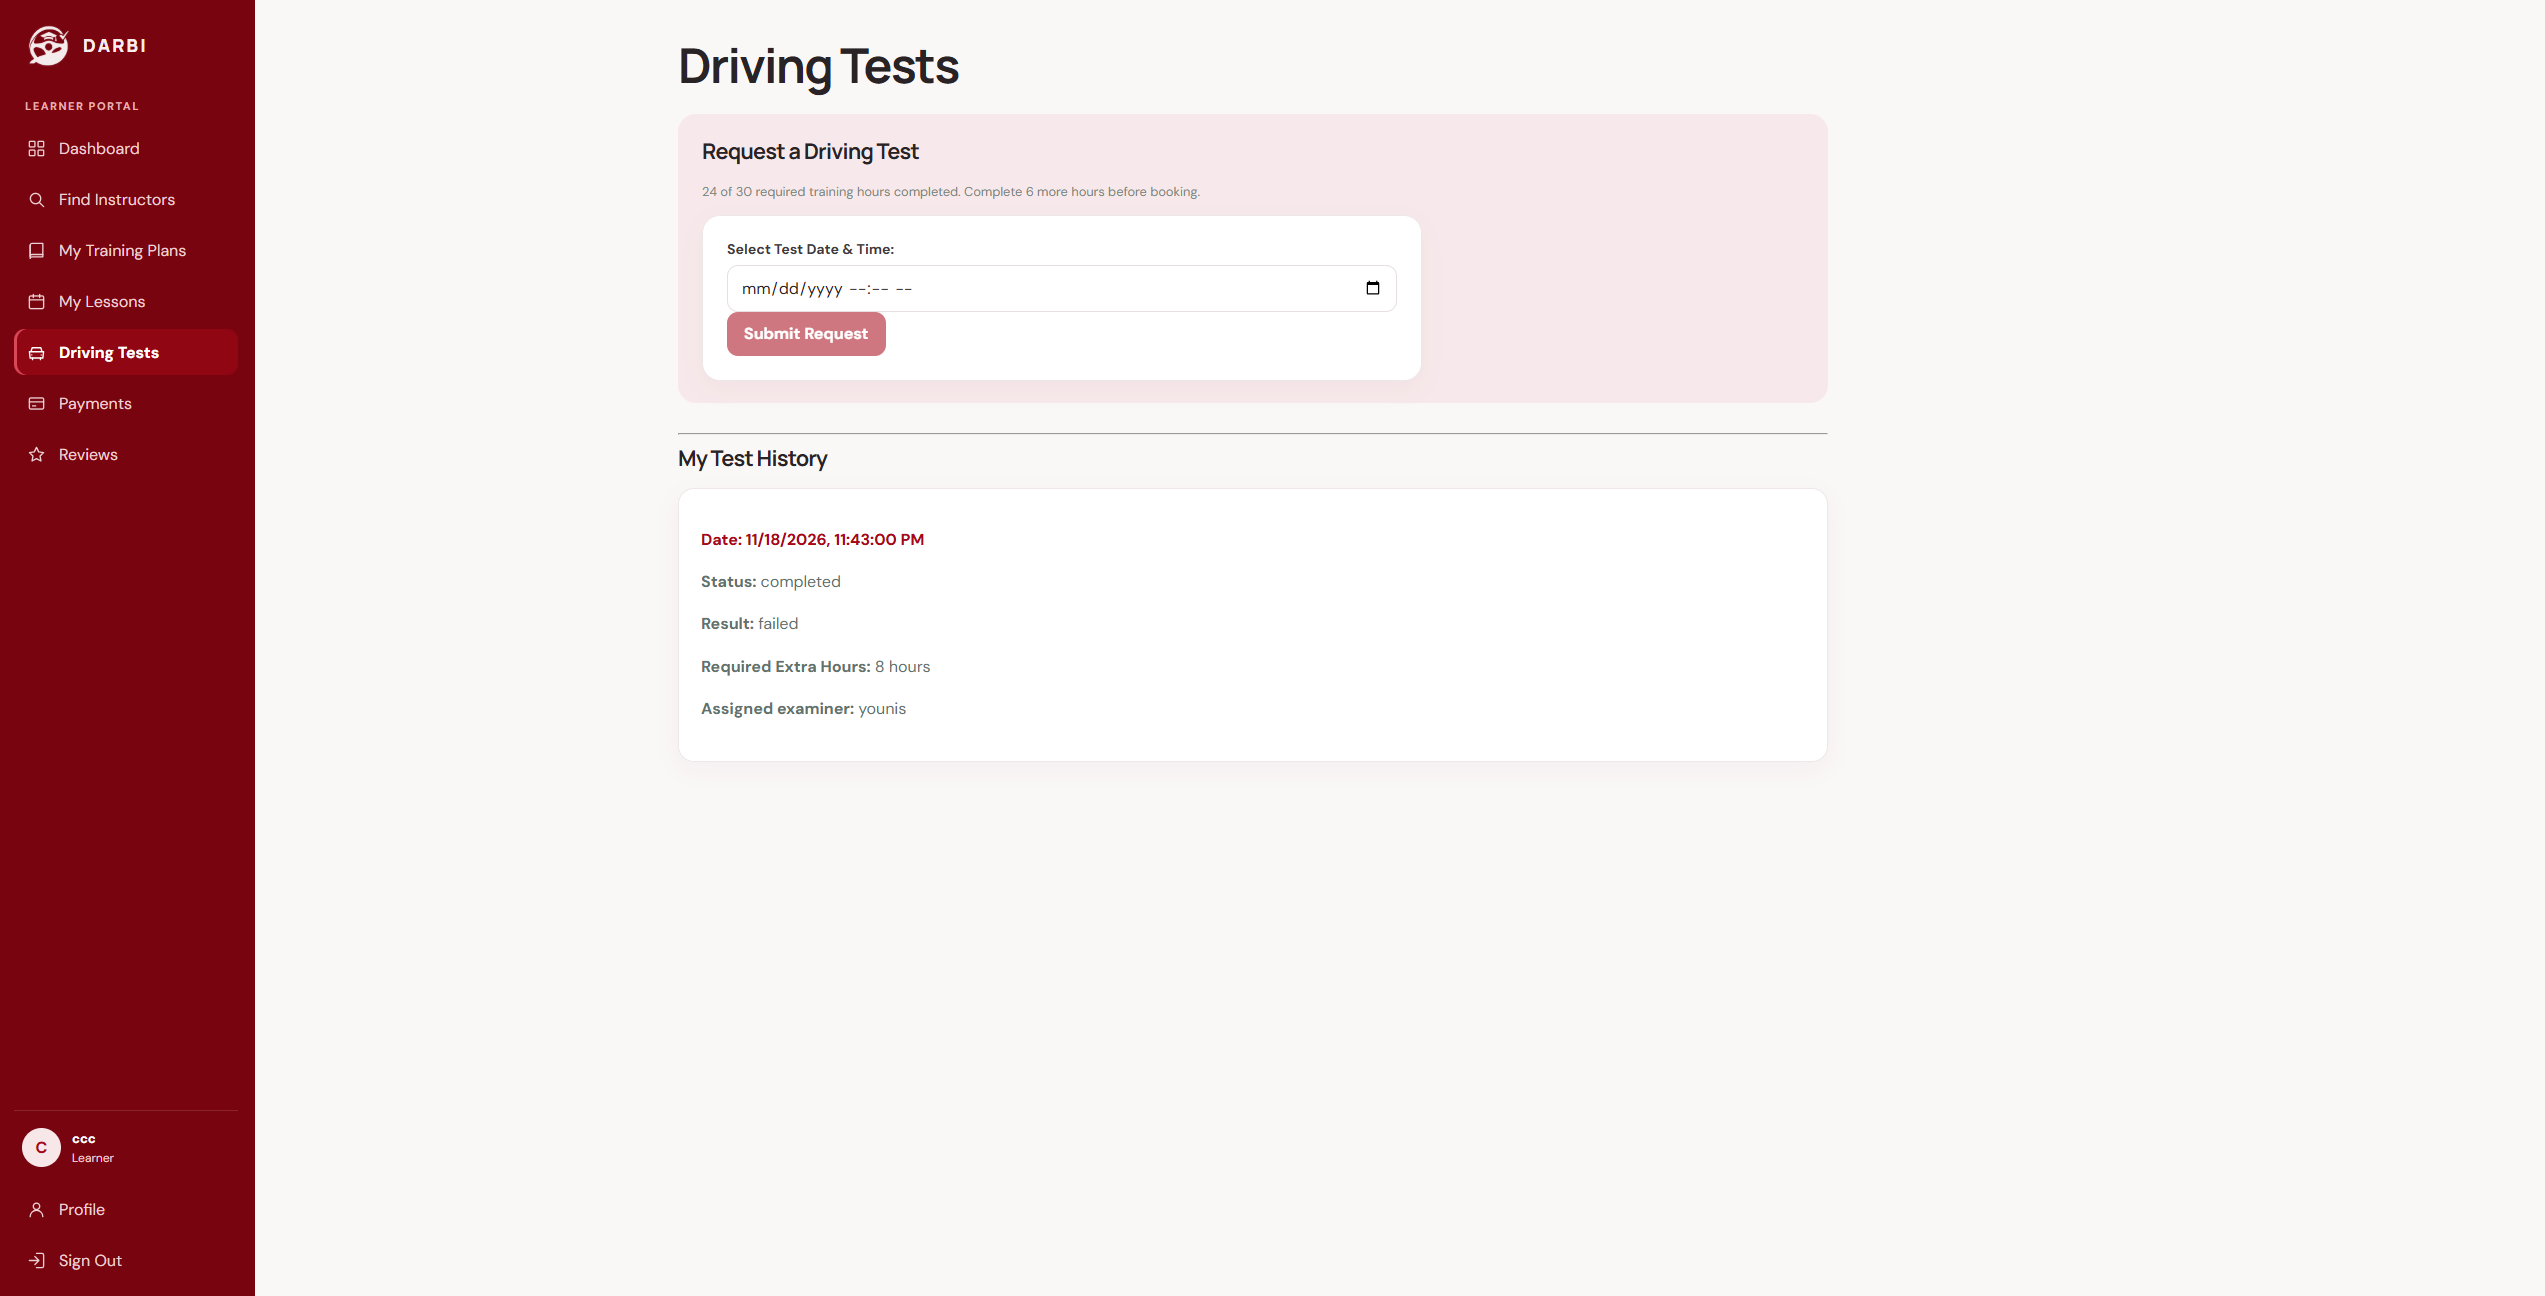 DARBI
LEARNER PORTAL
Dashboard
Find Instructors
My Training Plans
My Lessons
Driving Tests
Payments
Reviews
C
ccc
Learner
Profile
Sign Out
Driving Tests
Request a Driving Test
24 of 30 required training hours completed. Complete 6 more hours before booking.
Select Test Date & Time:
mm/dd/yyyy --:-- --
Submit Request
My Test History
Date: 11/18/2026, 11:43:00 PM
Status: completed
Result: failed
Required Extra Hours: 8 hours
Assigned examiner: younis